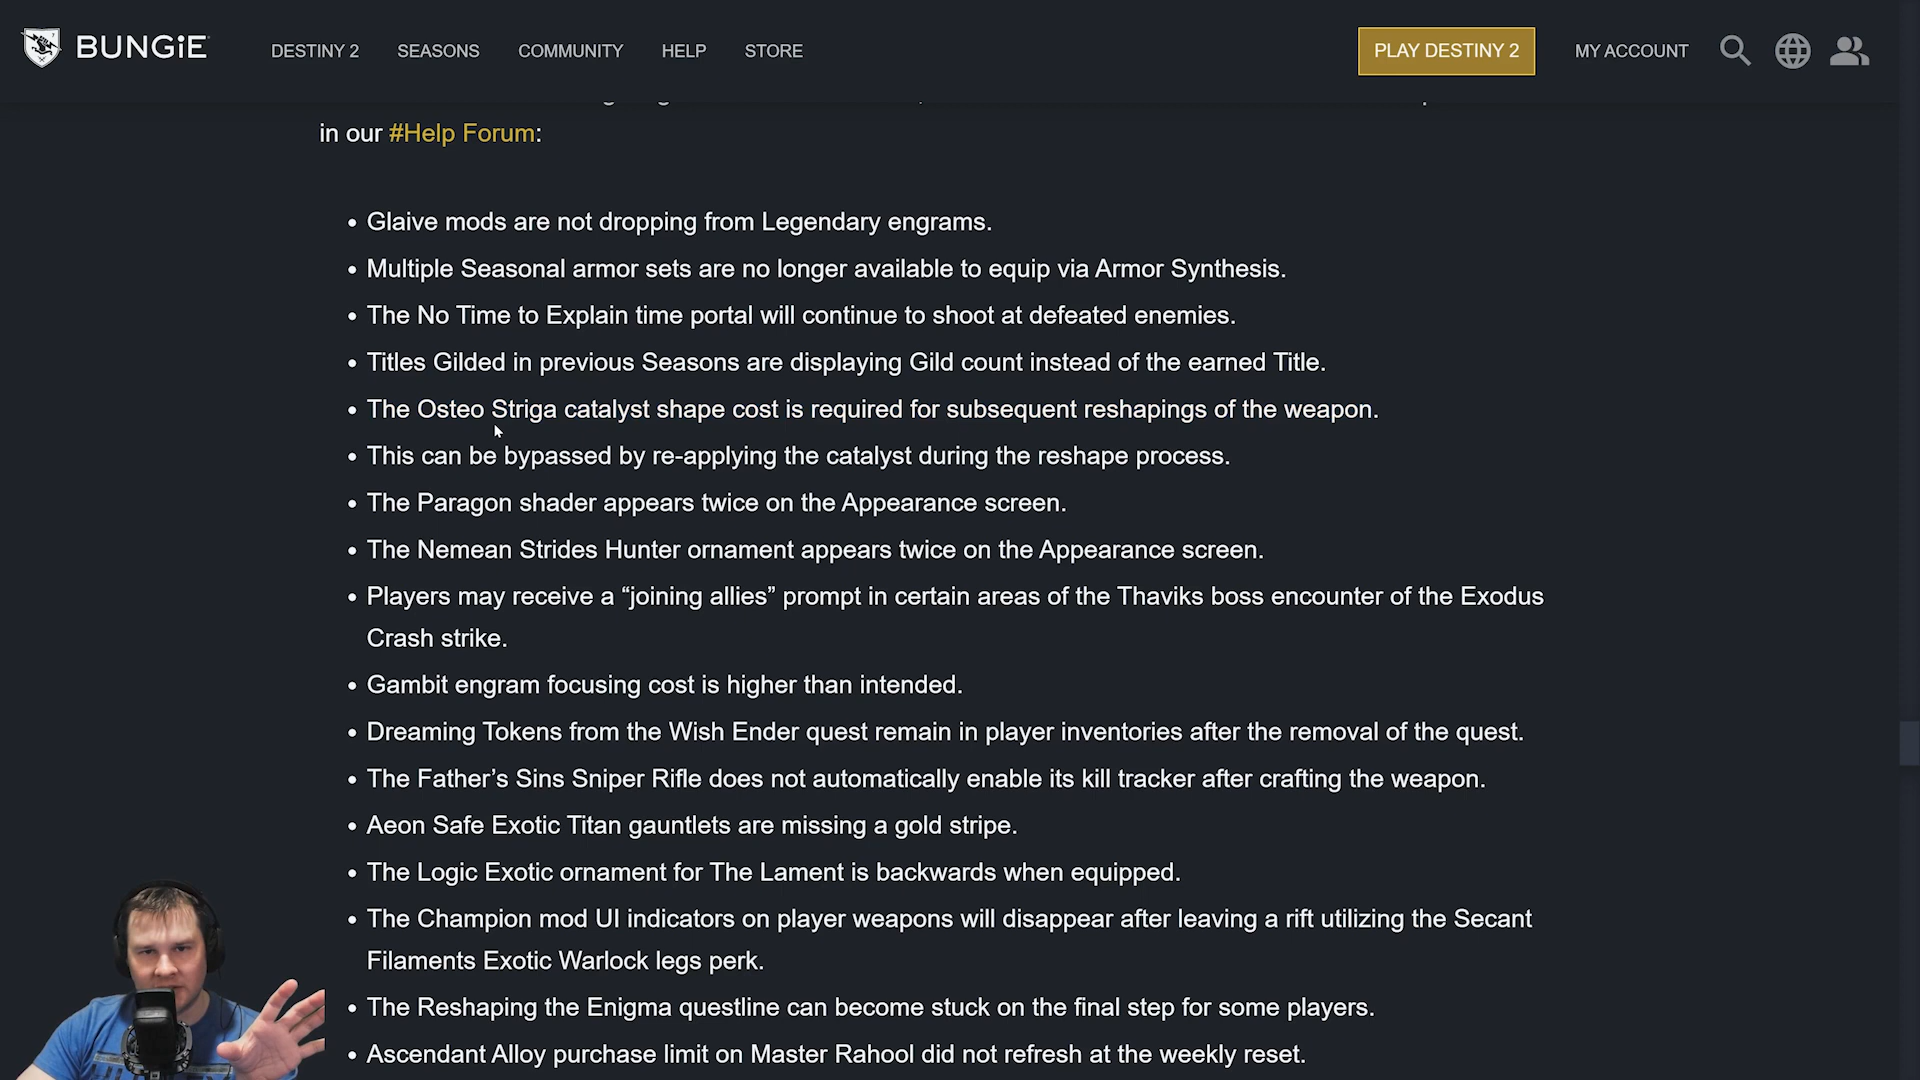 BUNGiE
DESTINY 2
SEASONS
COMMUNITY
HELP
STORE
PLAY DESTINY 2
MY ACCOUNT
in our #Help Forum:
• Glaive mods are not dropping from Legendary engrams.
• Multiple Seasonal armor sets are no longer available to equip via Armor Synthesis.
• The No Time to Explain time portal will continue to shoot at defeated enemies.
• Titles Gilded in previous Seasons are displaying Gild count instead of the earned Title.
• The Osteo Striga catalyst shape cost is required for subsequent reshapings of the weapon.
• This can be bypassed by re-applying the catalyst during the reshape process.
• The Paragon shader appears twice on the Appearance screen.
• The Nemean Strides Hunter ornament appears twice on the Appearance screen.
• Players may receive a “joining allies” prompt in certain areas of the Thaviks boss encounter of the Exodus
Crash strike.
• Gambit engram focusing cost is higher than intended.
• Dreaming Tokens from the Wish Ender quest remain in player inventories after the removal of the quest.
• The Father’s Sins Sniper Rifle does not automatically enable its kill tracker after crafting the weapon.
• Aeon Safe Exotic Titan gauntlets are missing a gold stripe.
• The Logic Exotic ornament for The Lament is backwards when equipped.
• The Champion mod UI indicators on player weapons will disappear after leaving a rift utilizing the Secant
Filaments Exotic Warlock legs perk.
• The Reshaping the Enigma questline can become stuck on the final step for some players.
• Ascendant Alloy purchase limit on Master Rahool did not refresh at the weekly reset.